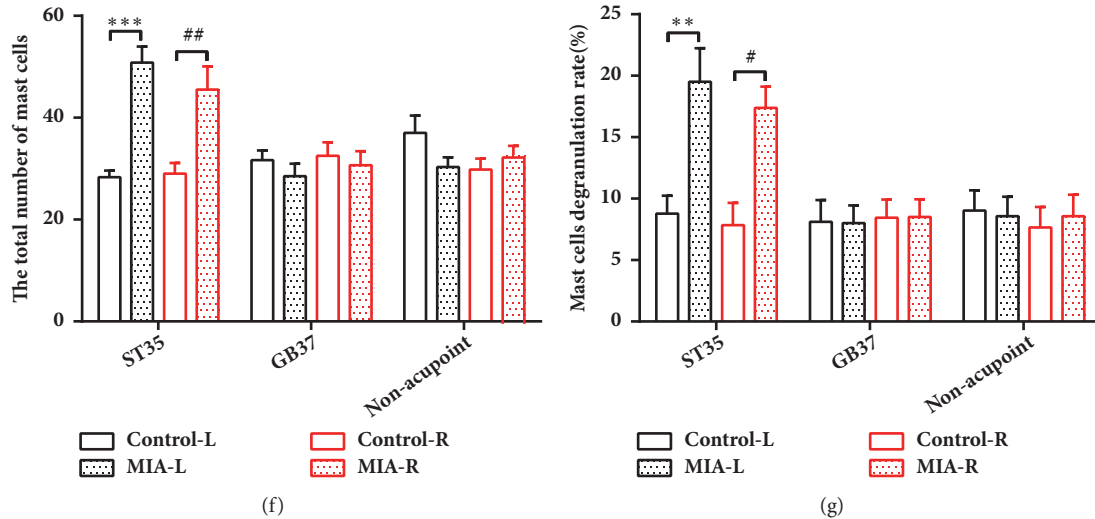 The total number of mast cells
60
40
20
0
***
##
ST35
GB37
Non-acupoint
Control-L
Control-R
MIA-L
MIA-R
(f)
Mast cells degranulation rate(%)
25
20
15
10
5
0
**
#
ST35
GB37
Non-acupoint
Control-L
Control-R
MIA-L
MIA-R
(g)